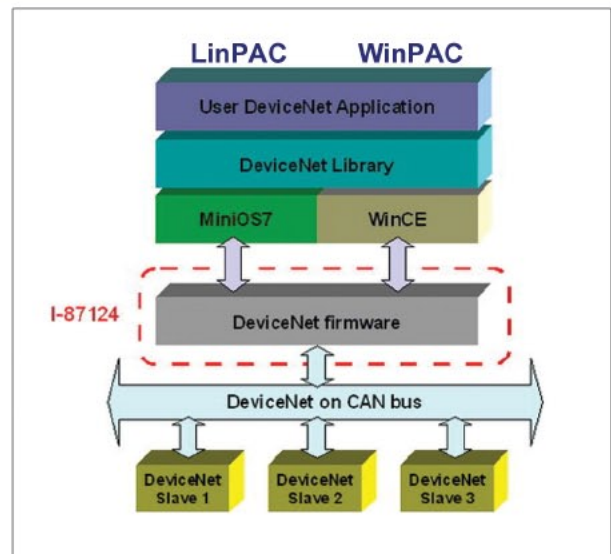 LinPAC WinPAC
User DeviceNet Application
DeviceNet Library
MiniOS7 WinCE
I-87124
DeviceNet firmware
DeviceNet on CAN bus
DeviceNet
Slave 1
DeviceNet
Slave 2
DeviceNet
Slave 3